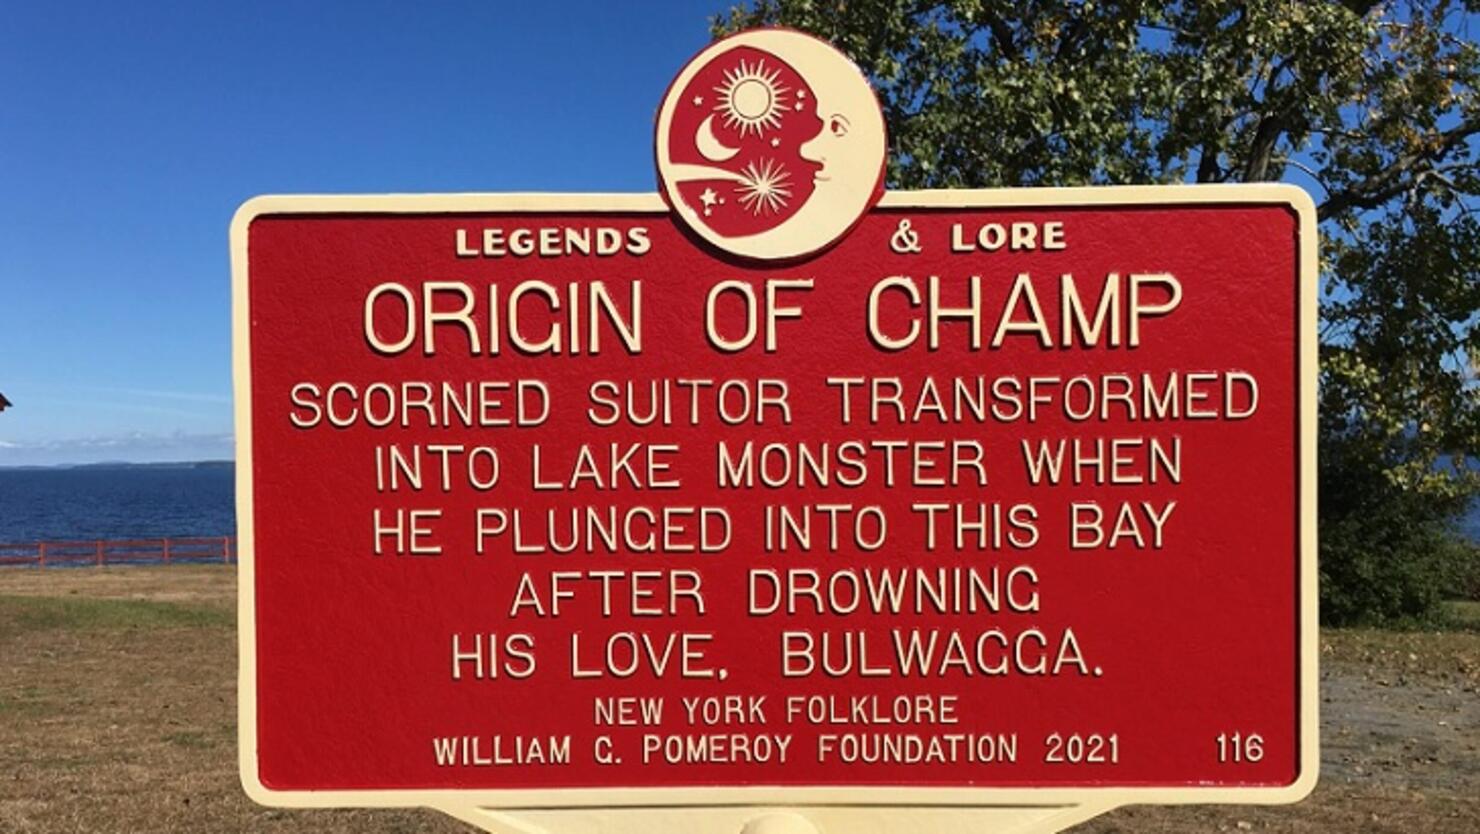 LEGENDS & LORE
ORIGIN OF CHAMP
SCORNED SUITOR TRANSFORMED
INTO LAKE MONSTER WHEN
HE PLUNGED INTO THIS BAY
AFTER DROWNING
HIS LOVE, BULWAGGA.
NEW YORK FOLKLORE
WILLIAM G. POMEROY FOUNDATION 2021 116